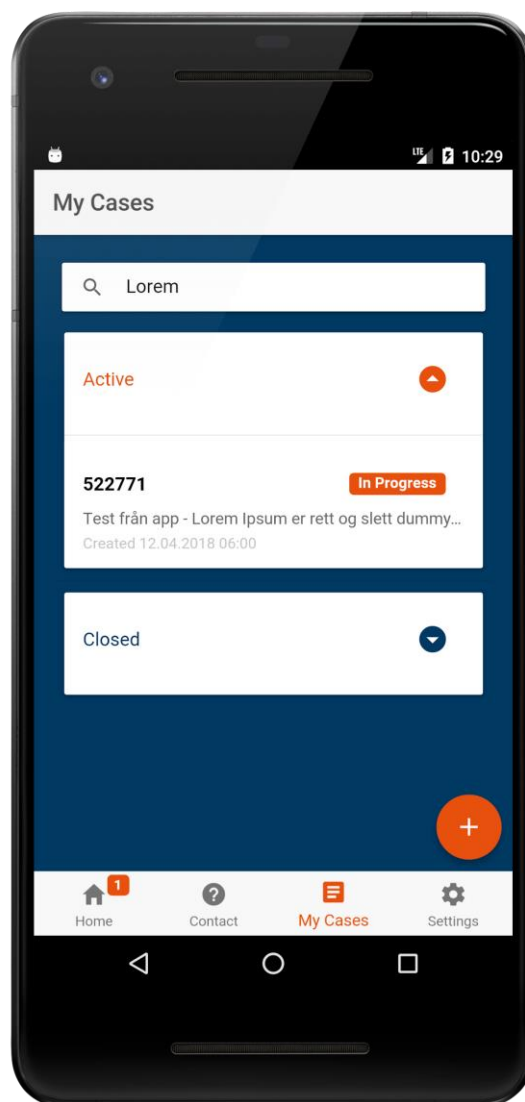 LTE 10:29
My Cases
Lorem
Active
522771 In Progress
Test från app - Lorem Ipsum er rett og slett dummy...
Created 12.04.2018 06:00
Closed
1
Home Contact My Cases Settings